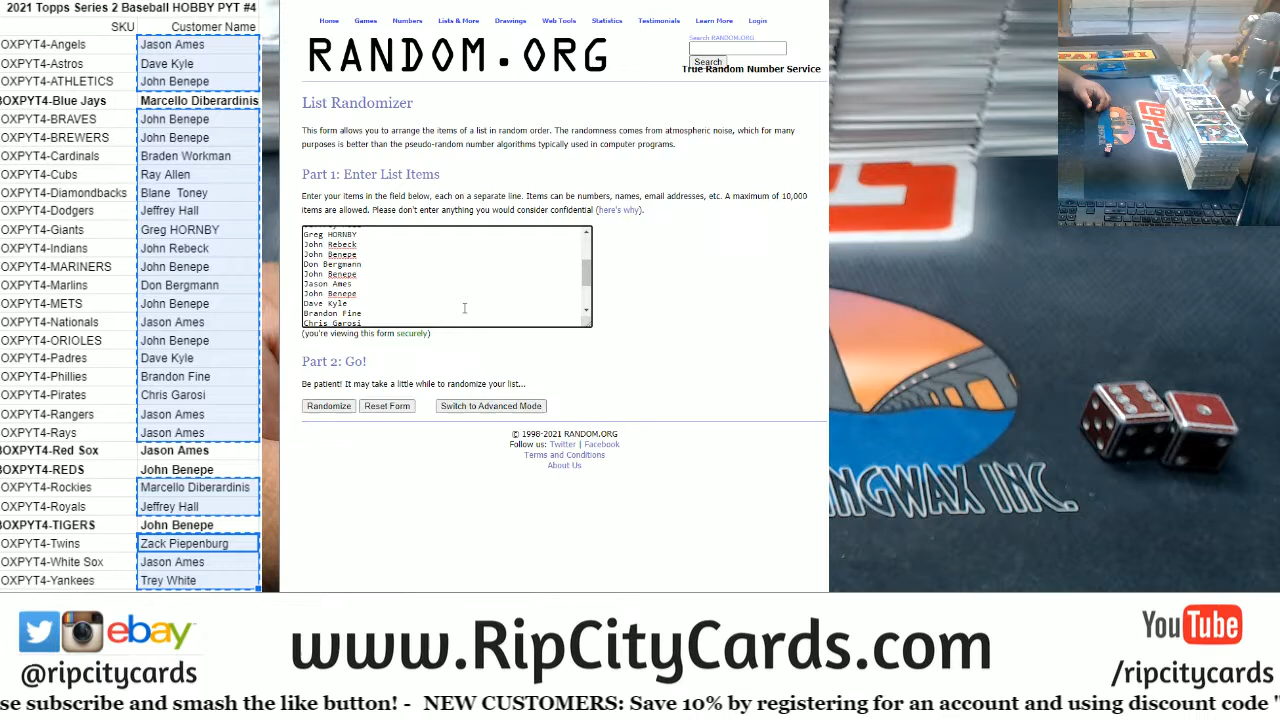 2021 Topps Series 2 Baseball HOBBY PYT #4
SKU Customer Name
OXPYT4-Angels Jason Ames
OXPYT4-Astros Dave Kyle
OXPYT4-ATHLETICS John Benepe
BOXPYT4-Blue Jays Marcello Diberardinis
OXPYT4-BRAVES John Benepe
OXPYT4-BREWERS John Benepe
OXPYT4-Cardinals Braden Workman
OXPYT4-Cubs Ray Allen
OXPYT4-Diamondbacks Blane Toney
OXPYT4-Dodgers Jeffrey Hall
OXPYT4-Giants Greg HORNBY
OXPYT4-Indians John Rebeck
OXPYT4-MARINERS John Benepe
OXPYT4-Marlins Don Bergmann
OXPYT4-METS John Benepe
OXPYT4-Nationals Jason Ames
OXPYT4-ORIOLES John Benepe
OXPYT4-Padres Dave Kyle
OXPYT4-Phillies Brandon Fine
OXPYT4-Pirates Chris Garosi
OXPYT4-Rangers Jason Ames
OXPYT4-Rays Jason Ames
BOXPYT4-Red Sox Jason Ames
BOXPYT4-REDS John Benepe
OXPYT4-Rockies Marcello Diberardinis
OXPYT4-Royals Jeffrey Hall
BOXPYT4-TIGERS John Benepe
OXPYT4-Twins Zack Piepenburg
OXPYT4-White Sox Jason Ames
OXPYT4-Yankees Trey White
Home Games Numbers Lists & More Drawings Web Tools Statistics Testimonials Learn More Login
RANDOM.ORG
Search RANDOM.ORG
Search
True Random Number Service
List Randomizer
This form allows you to arrange the items of a list in random order. The randomness comes from atmospheric noise, which for many
purposes is better than the pseudo-random number algorithms typically used in computer programs.
Part 1: Enter List Items
Enter your items in the field below, each on a separate line. Items can be numbers, names, email addresses, etc. A maximum of 10,000
items are allowed. Please don't enter anything you would consider confidential (here's why).
Greg HORNBY
John Rebeck
John Benepe
Don Bergmann
John Benepe
Jason Ames
John Benepe
Dave Kyle
Brandon Fine
Chris Garosi
(you're viewing this form securely)
Part 2: Go!
Be patient! It may take a little while to randomize your list...
Randomize Reset Form Switch to Advanced Mode
© 1998-2021 RANDOM.ORG
Follow us: Twitter | Facebook
Terms and Conditions
About Us
NGWAX INC.
ebay
@ripcitycards
www.RipCityCards.com
YouTube
/ripcitycards
se subscribe and smash the like button! - NEW CUSTOMERS: Save 10% by registering for an account and using discount code "